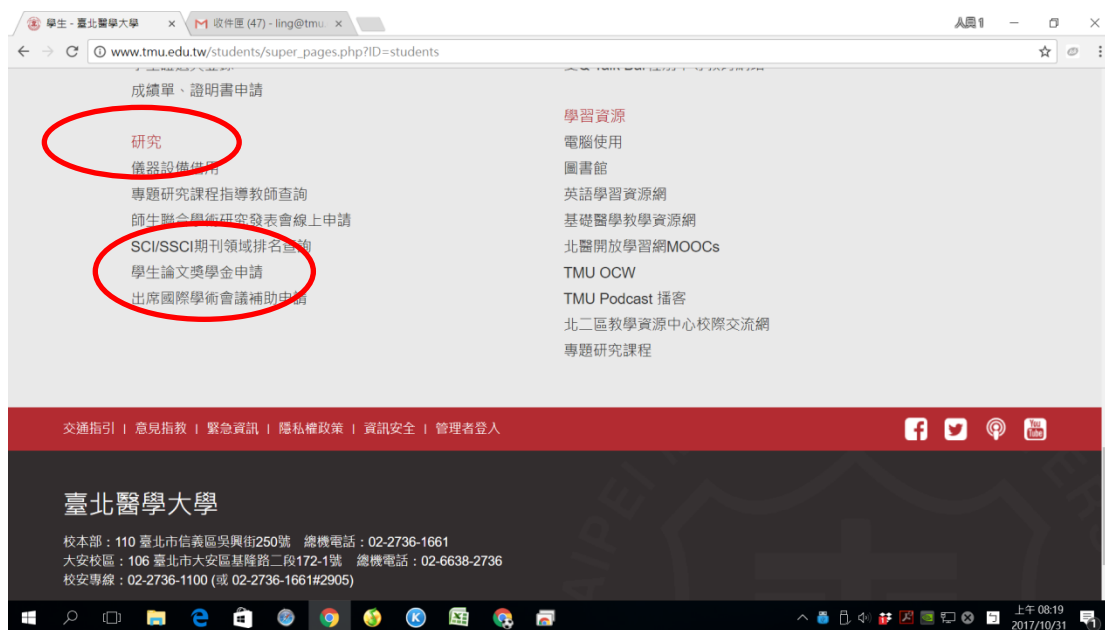 學生 - 臺北醫學大學
收件匣 (47) - ling@tmu.
www.tmu.edu.tw/students/super_pages.php?ID=students
成績單、證明書申請
研究
儀器設備借用
專題研究課程指導教師查詢
師生聯合學術研究發表會線上申請
SCI/SSCI期刊領域排名查詢
學生論文獎學金申請
出席國際學術會議補助申請
學習資源
電腦使用
圖書館
英語學習資源網
基礎醫學教學資源網
北醫開放學習網MOOCs
TMU OCW
TMU Podcast 播客
北二區教學資源中心校際交流網
專題研究課程
交通指引 | 意見指教 | 緊急資訊 | 隱私權政策 | 資訊安全 | 管理者登入
You Tube
臺北醫學大學
校本部：110 臺北市信義區吳興街250號 總機電話：02-2736-1661
大安校區：106 臺北市大安區基隆路二段172-1號 總機電話：02-6638-2736
校安專線：02-2736-1100 (或 02-2736-1661#2905)
上午 08:19
2017/10/31